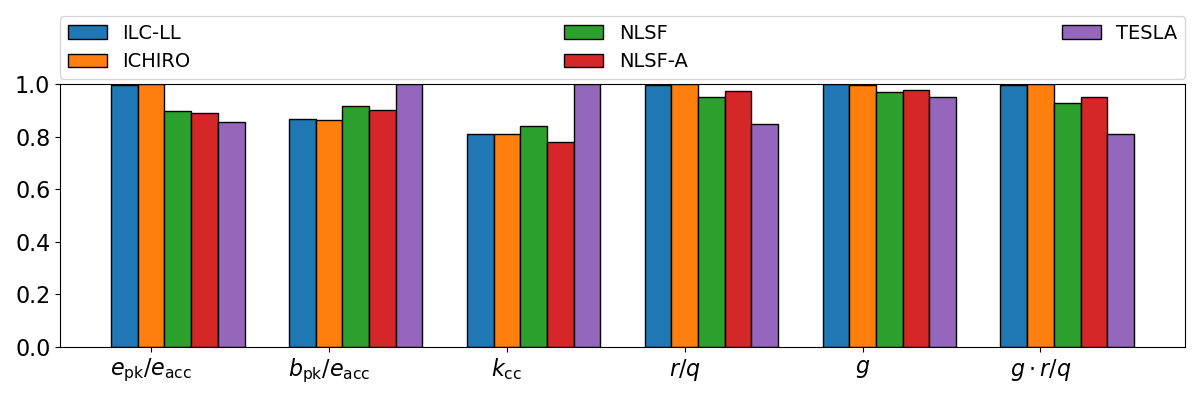 ILC-LL NLSF TESLA
ICHIRO NLSF-A
1.0
0.8
0.6
0.4
0.2
0.0
e_pk/e_acc b_pk/e_acc k_cc r/q g g · r/q